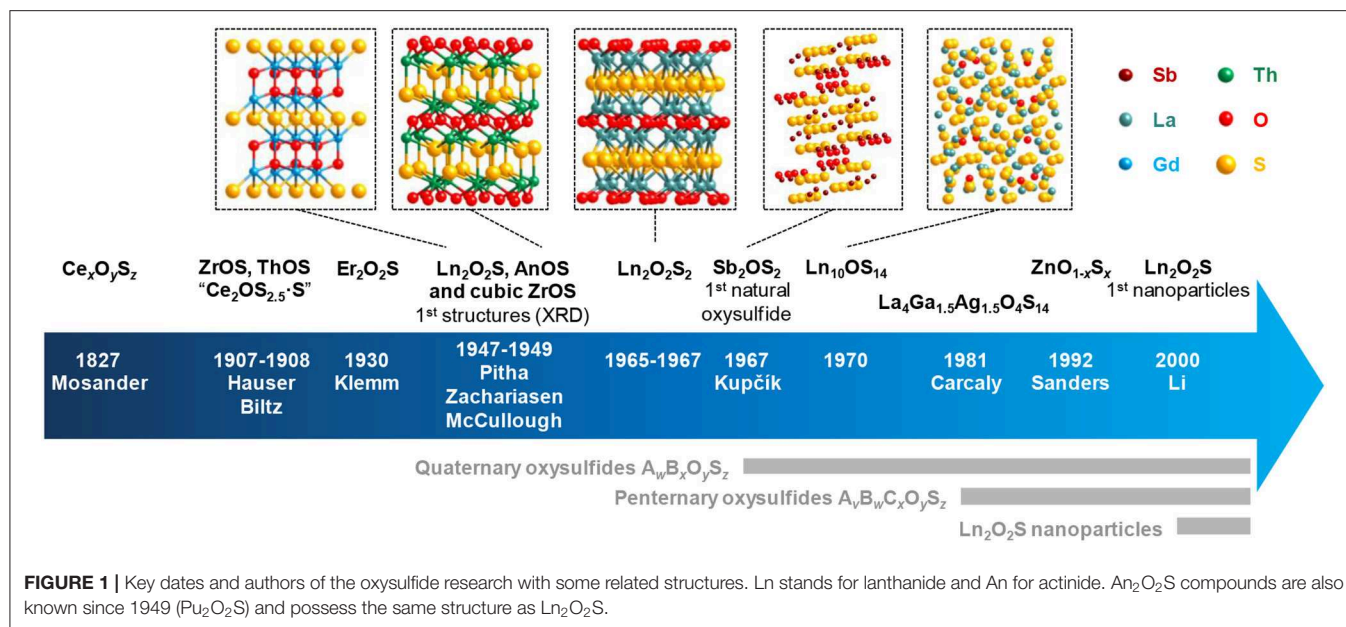 Sb
Th
La
O
Gd
S
CeₓOᵧS_z
ZrOS, ThOS
“Ce₂OS₂.₅·S”
Er₂O₂S
Ln₂O₂S, AnOS
and cubic ZrOS
1ˢᵗ structures (XRD)
Ln₂O₂S₂
Sb₂OS₂
1ˢᵗ natural
oxysulfide
Ln₁₀OS₁₄
La₄Ga₁.₅Ag₁.₅O₄S₁₄
ZnO₁₋ₓSₓ
Ln₂O₂S
1ˢᵗ nanoparticles
1827
Mosander
1907-1908
Hauser
Biltz
1930
Klemm
1947-1949
Pitha
Zachariasen
McCullough
1965-1967
1967
Kupčík
1970
1981
Carcaly
1992
Sanders
2000
Li
Quaternary oxysulfides A_wBₓOᵧS_z
Penternary oxysulfides AᵥB_wCₓOᵧS_z
Ln₂O₂S nanoparticles
FIGURE 1 | Key dates and authors of the oxysulfide research with some related structures. Ln stands for lanthanide and An for actinide. An₂O₂S compounds are also
known since 1949 (Pu₂O₂S) and possess the same structure as Ln₂O₂S.